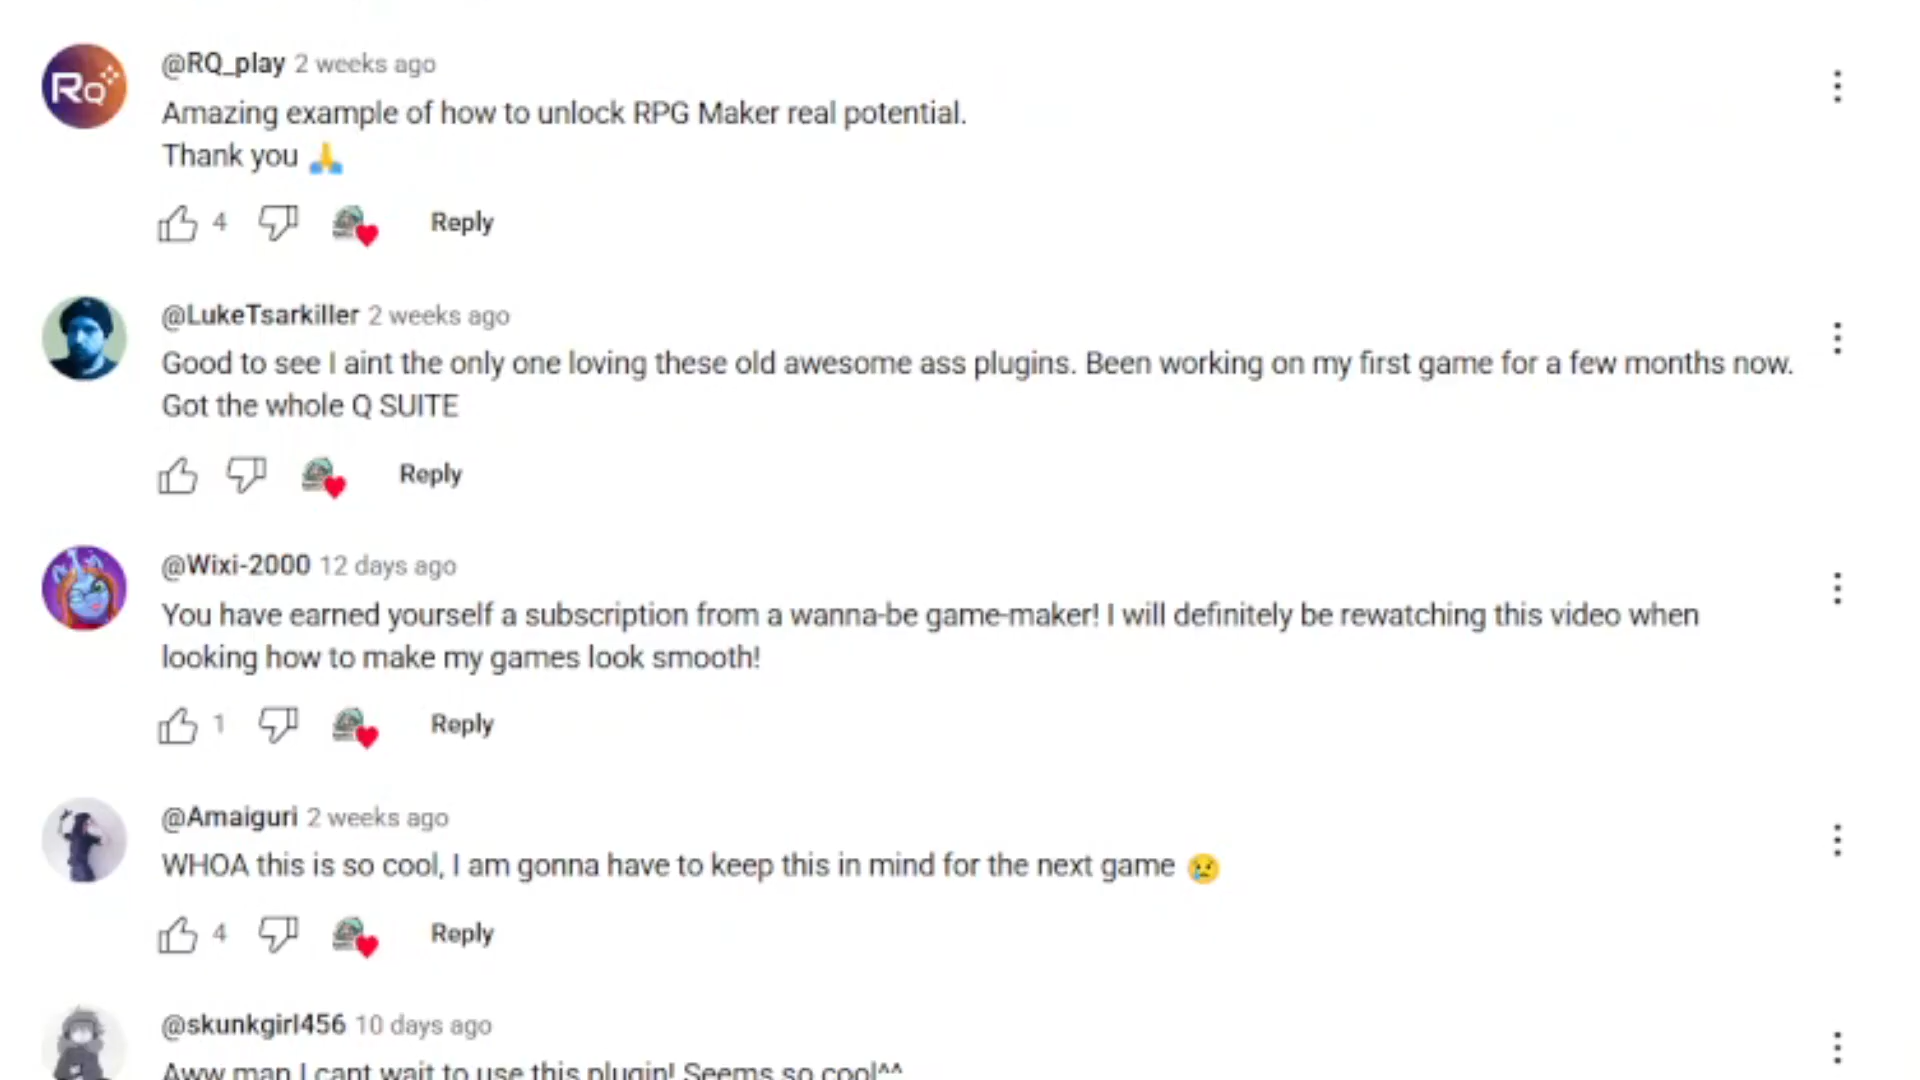 RQ
@RQ_play 2 weeks ago
Amazing example of how to unlock RPG Maker real potential.
Thank you 🙏
4 Reply
@LukeTsarkiller 2 weeks ago
Good to see I aint the only one loving these old awesome ass plugins. Been working on my first game for a few months now.
Got the whole Q SUITE
Reply
@Wixi-2000 12 days ago
You have earned yourself a subscription from a wanna-be game-maker! I will definitely be rewatching this video when
looking how to make my games look smooth!
1 Reply
@Amaiguri 2 weeks ago
WHOA this is so cool, I am gonna have to keep this in mind for the next game 😢
4 Reply
@skunkgirl456 10 days ago
Aww man I cant wait to use this plugin! Seems so cool^^